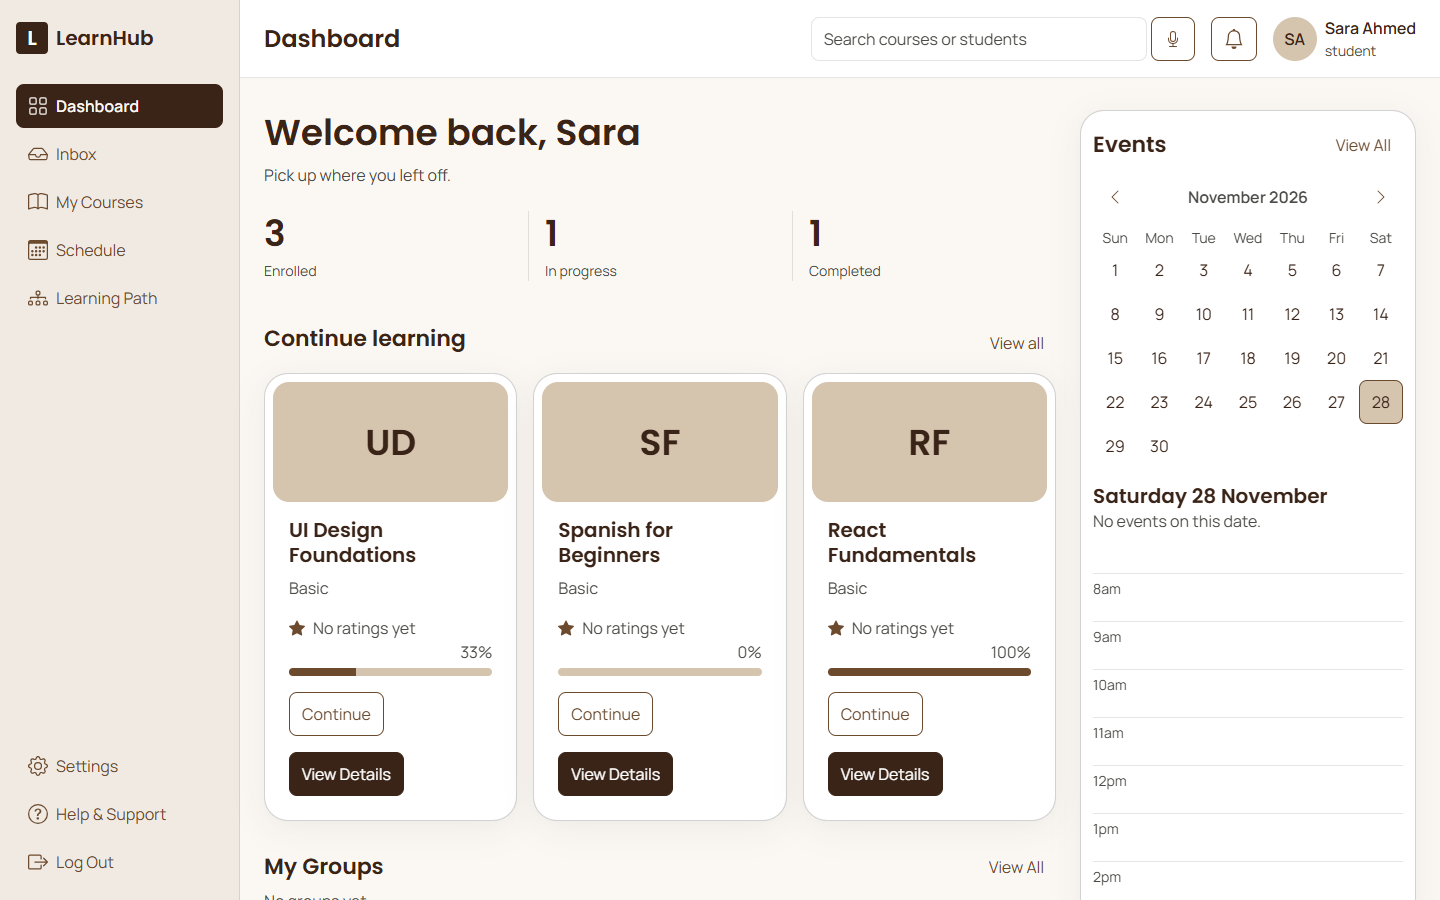 L LearnHub
Dashboard
Inbox
My Courses
Schedule
Learning Path
Settings
Help & Support
Log Out
Dashboard
Search courses or students
SA
Sara Ahmed
student
Welcome back, Sara
Pick up where you left off.
3
Enrolled
1
In progress
1
Completed
Continue learning
View all
UD
UI Design
Foundations
Basic
No ratings yet
33%
Continue
View Details
SF
Spanish for
Beginners
Basic
No ratings yet
0%
Continue
View Details
RF
React
Fundamentals
Basic
No ratings yet
100%
Continue
View Details
My Groups
View All
No groups yet
Events
View All
November 2026
Sun Mon Tue Wed Thu Fri Sat
1 2 3 4 5 6 7
8 9 10 11 12 13 14
15 16 17 18 19 20 21
22 23 24 25 26 27 28
29 30
Saturday 28 November
No events on this date.
8am
9am
10am
11am
12pm
1pm
2pm